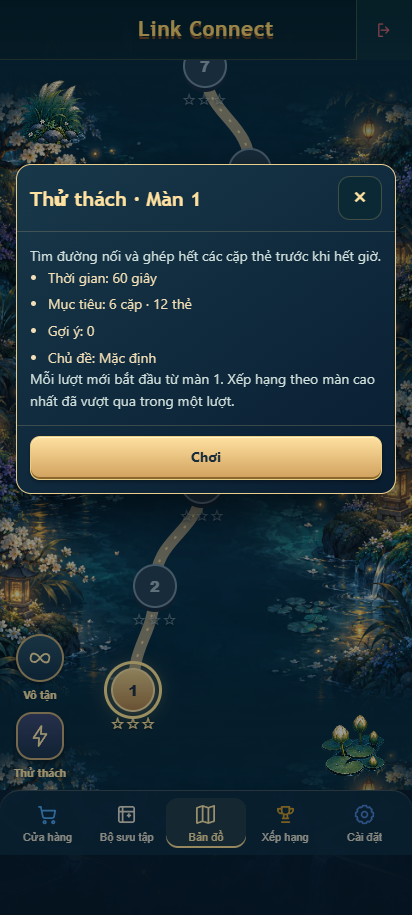 Link Connect
7
Thử thách · Màn 1
×
Tìm đường nối và ghép hết các cặp thẻ trước khi hết giờ.
• Thời gian: 60 giây
• Mục tiêu: 6 cặp · 12 thẻ
• Gợi ý: 0
• Chủ đề: Mặc định
Mỗi lượt mới bắt đầu từ màn 1. Xếp hạng theo màn cao
nhất đã vượt qua trong một lượt.
Chơi
2
1
Vô tận
Thử thách
Cửa hàng
Bộ sưu tập
Bản đồ
Xếp hạng
Cài đặt